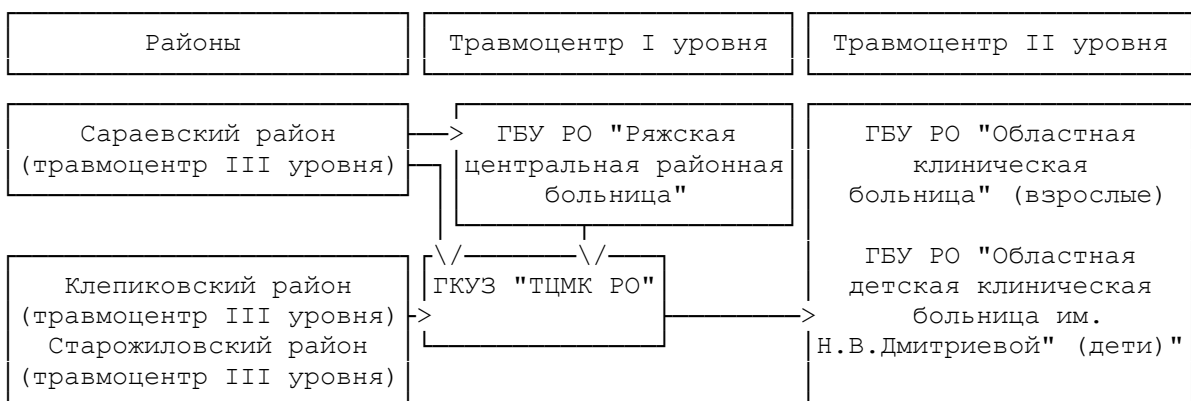 Районы
Травмоцентр I уровня
Травмоцентр II уровня
Сараевский район
(травмоцентр III уровня)
ГБУ РО "Ряжская
центральная районная
больница"
ГБУ РО "Областная
клиническая
больница" (взрослые)
Клепиковский район
(травмоцентр III уровня)
Старожиловский район
(травмоцентр III уровня)
ГКУЗ "ТЦМК РО"
ГБУ РО "Областная
детская клиническая
больница им.
Н.В.Дмитриевой" (дети)"